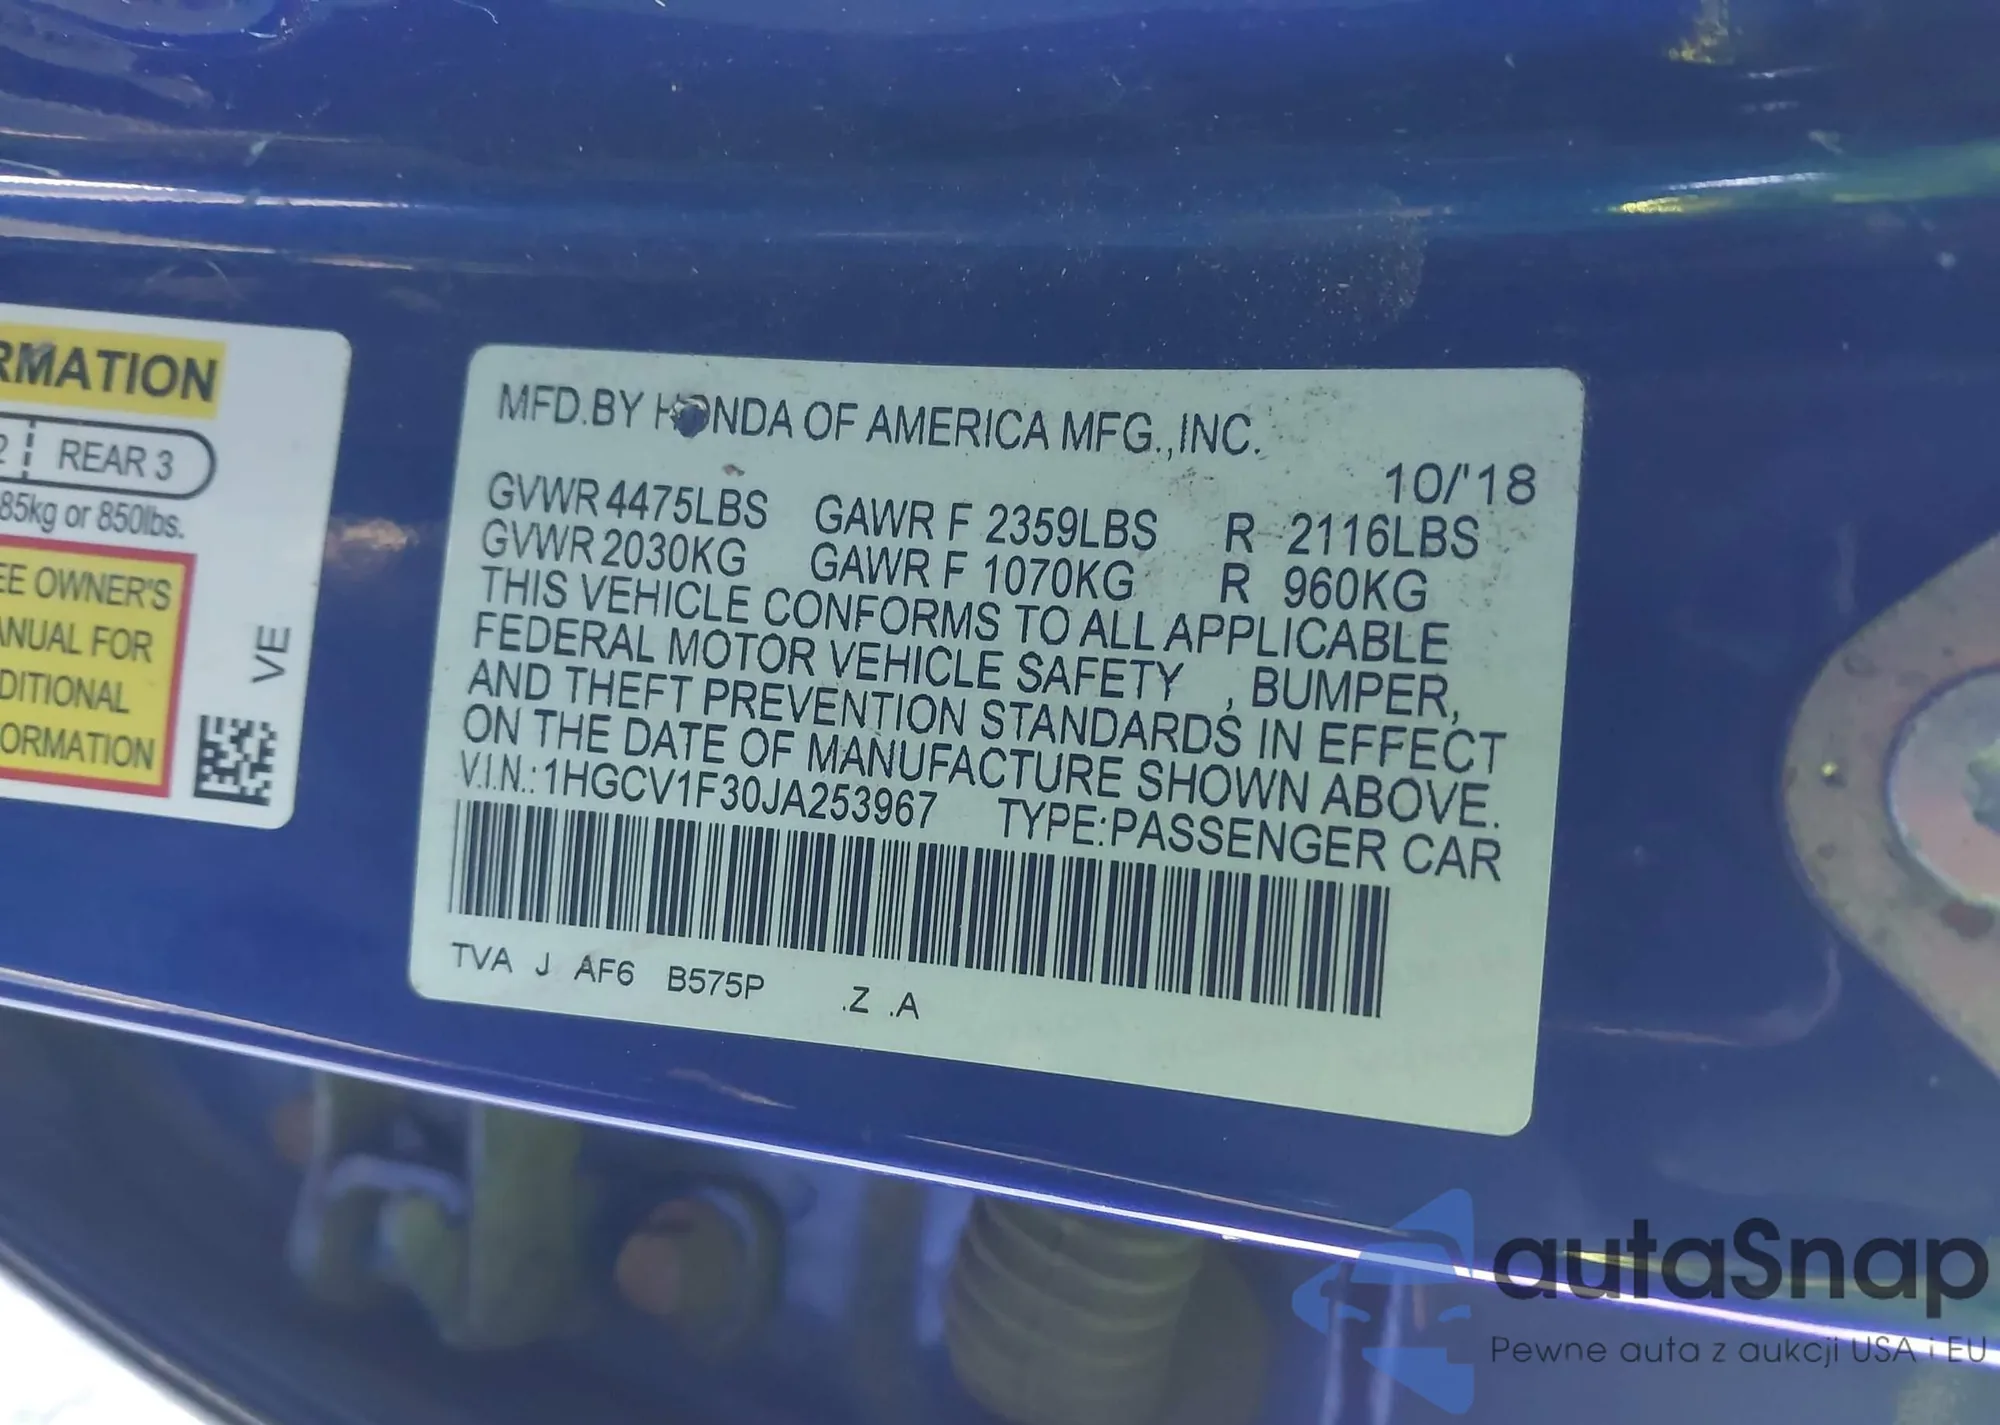 RMATION
2 REAR 3
85kg or 850lbs.
EE OWNER'S
ANUAL FOR
DITIONAL
ORMATION
VE
MFD.BY HONDA OF AMERICA MFG.,INC.
10/'18
GVWR 4475LBS GAWR F 2359LBS R 2116LBS
GVWR 2030KG GAWR F 1070KG R 960KG
THIS VEHICLE CONFORMS TO ALL APPLICABLE
FEDERAL MOTOR VEHICLE SAFETY , BUMPER,
AND THEFT PREVENTION STANDARDS IN EFFECT
ON THE DATE OF MANUFACTURE SHOWN ABOVE.
V.I.N.: 1HGCV1F30JA253967 TYPE:PASSENGER CAR
TVA J AF6 B575P .Z .A
autaSnap
Pewne auta z aukcji USA i EU